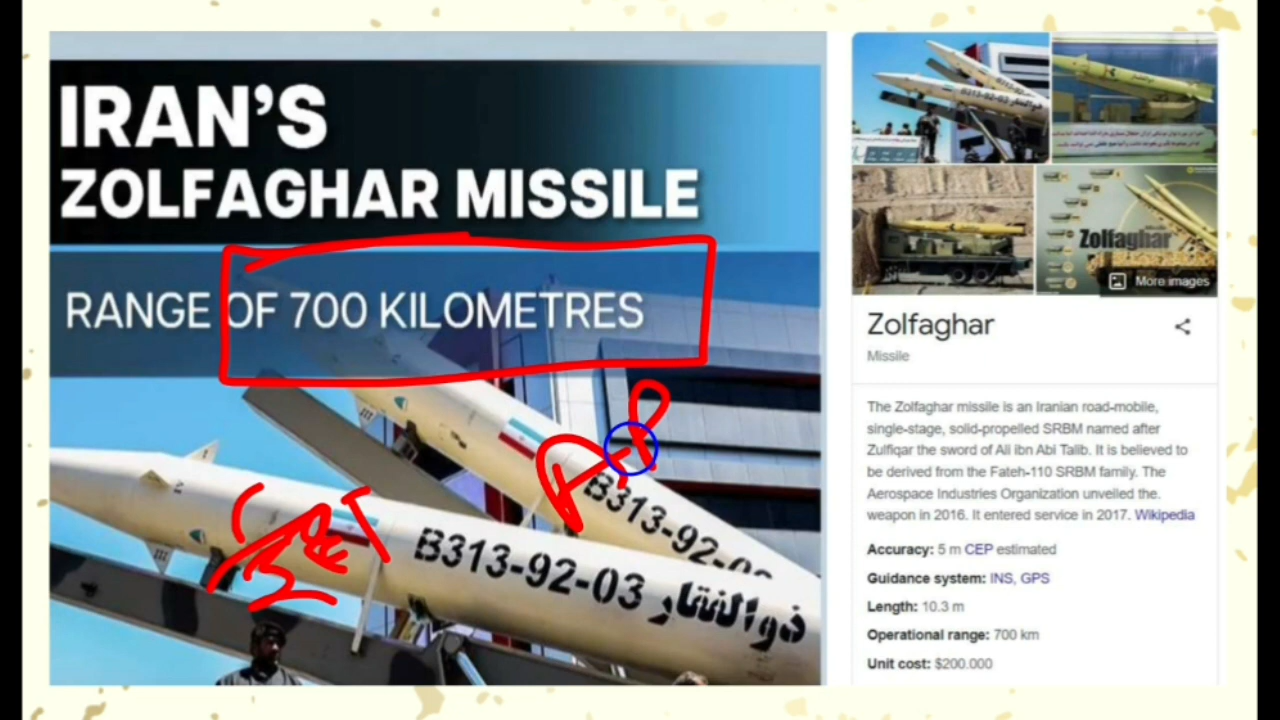 IRAN'S
ZOLFAGHAR MISSILE
RANGE OF 700 KILOMETRES
B313-92-03 ذوالفقار
B313-92-03
Zolfaghar
More images
Zolfaghar
Missile
The Zolfaghar missile is an Iranian road-mobile,
single-stage, solid-propelled SRBM named after
Zulfiqar the sword of Ali ibn Abi Talib. It is believed to
be derived from the Fateh-110 SRBM family. The
Aerospace Industries Organization unveiled the.
weapon in 2016. It entered service in 2017. Wikipedia
Accuracy: 5 m CEP estimated
Guidance system: INS, GPS
Length: 10.3 m
Operational range: 700 km
Unit cost: $200.000